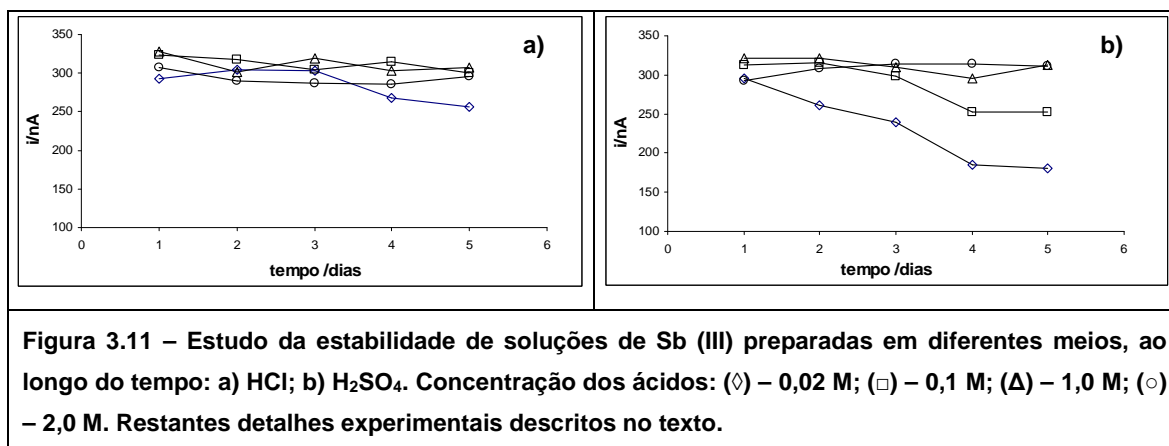 a)
350
300
250
200
150
100
i/nA
0 1 2 3 4 5 6
tempo /dias
b)
350
300
250
200
150
100
i/nA
0 1 2 3 4 5 6
tempo /dias
Figura 3.11 – Estudo da estabilidade de soluções de Sb (III) preparadas em diferentes meios, ao
longo do tempo: a) HCl; b) H₂SO₄. Concentração dos ácidos: (◊) – 0,02 M; (□) – 0,1 M; (Δ) – 1,0 M; (○)
– 2,0 M. Restantes detalhes experimentais descritos no texto.